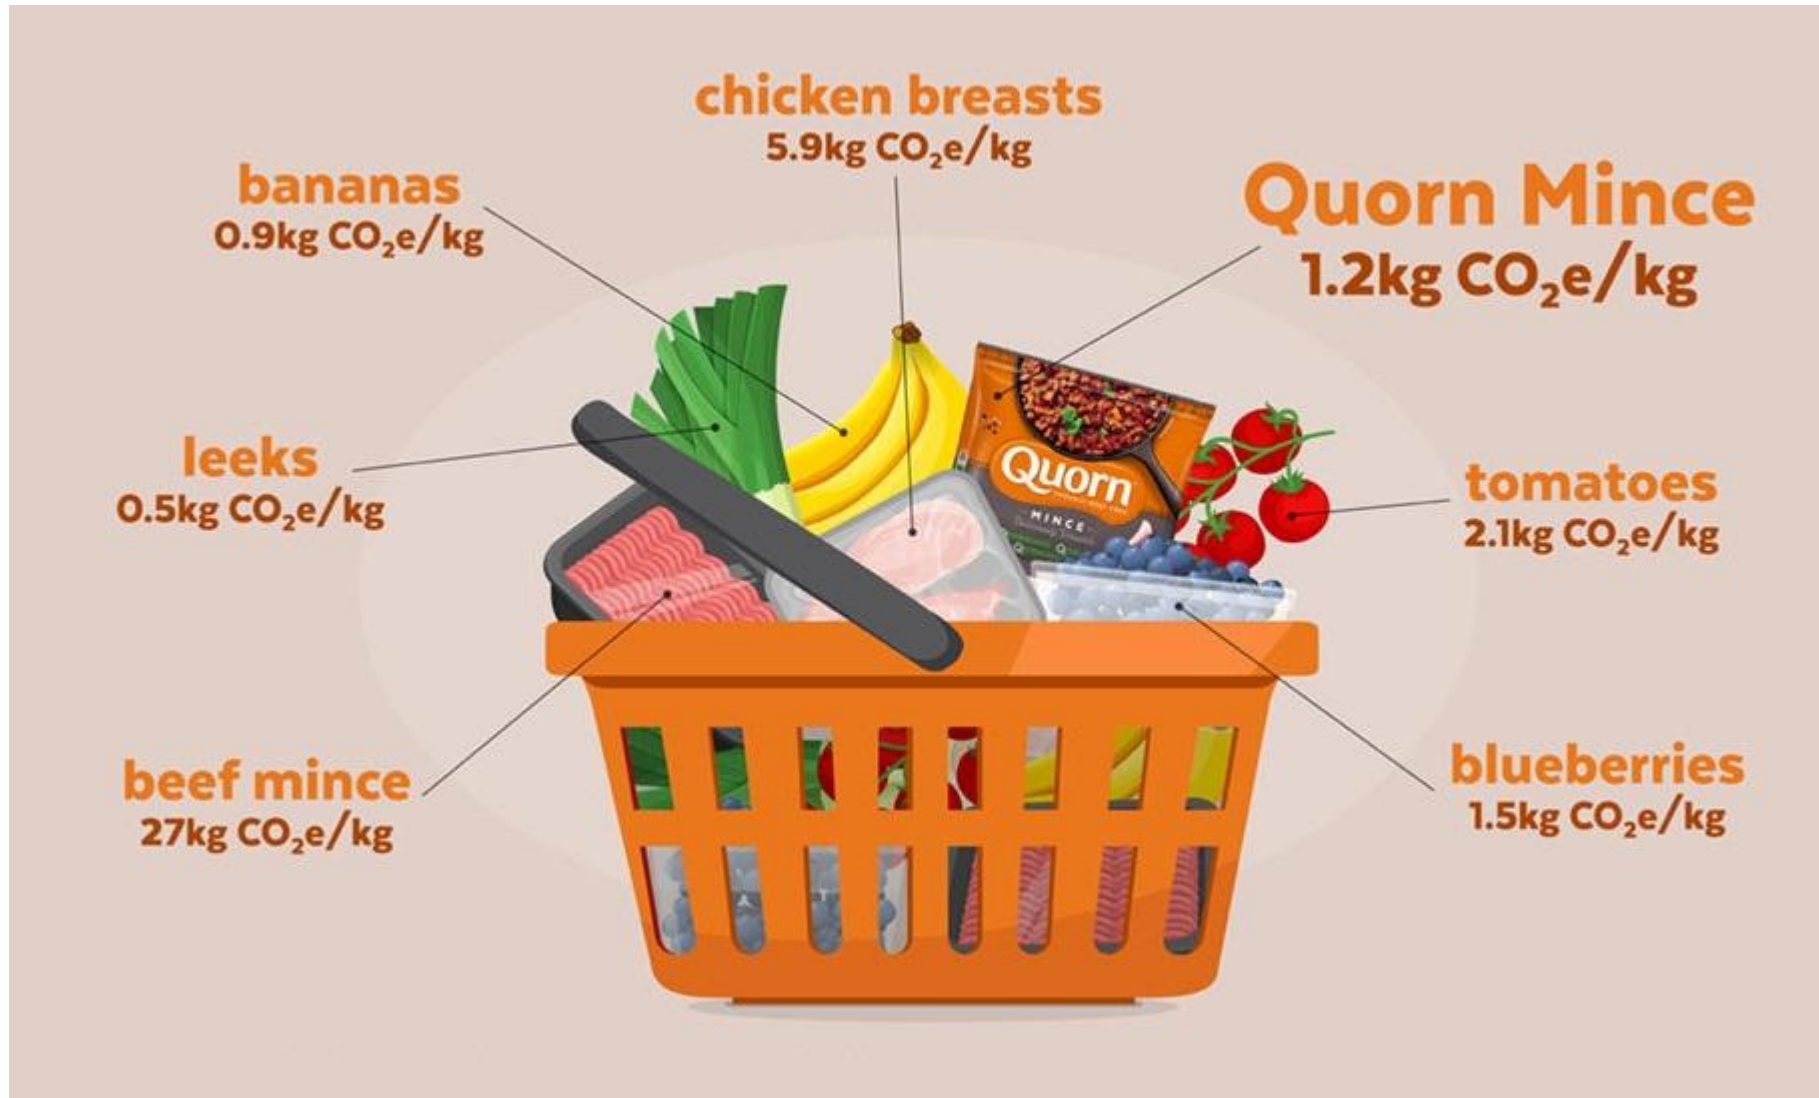 chicken breasts
5.9kg CO₂e/kg
bananas
0.9kg CO₂e/kg
Quorn Mince
1.2kg CO₂e/kg
leeks
0.5kg CO₂e/kg
Quorn
MINCE
tomatoes
2.1kg CO₂e/kg
beef mince
27kg CO₂e/kg
blueberries
1.5kg CO₂e/kg